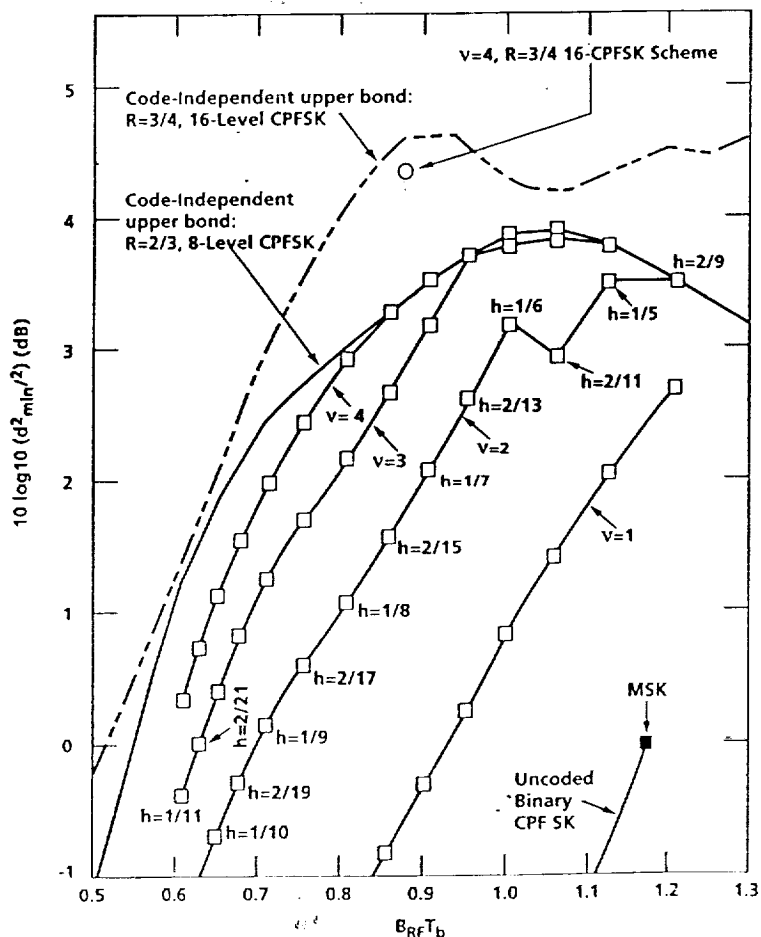 ν=4, R=3/4 16-CPFSK Scheme
Code-Independent upper bond:
R=3/4, 16-Level CPFSK
Code-Independent
upper bond:
R=2/3, 8-Level CPFSK
h=2/9
h=1/6
h=1/5
h=2/11
ν=4
h=2/13
ν=3
ν=2
h=1/7
h=2/15
ν=1
h=1/8
h=2/17
MSK
h=2/21
h=1/9
h=2/19
h=1/11
h=1/10
Uncoded
Binary
CPF SK
5
4
3
2
1
0
-1
10 log10 (d²min/2) (dB)
0.5 0.6 0.7 0.8 0.9 1.0 1.1 1.2 1.3
BRFTb